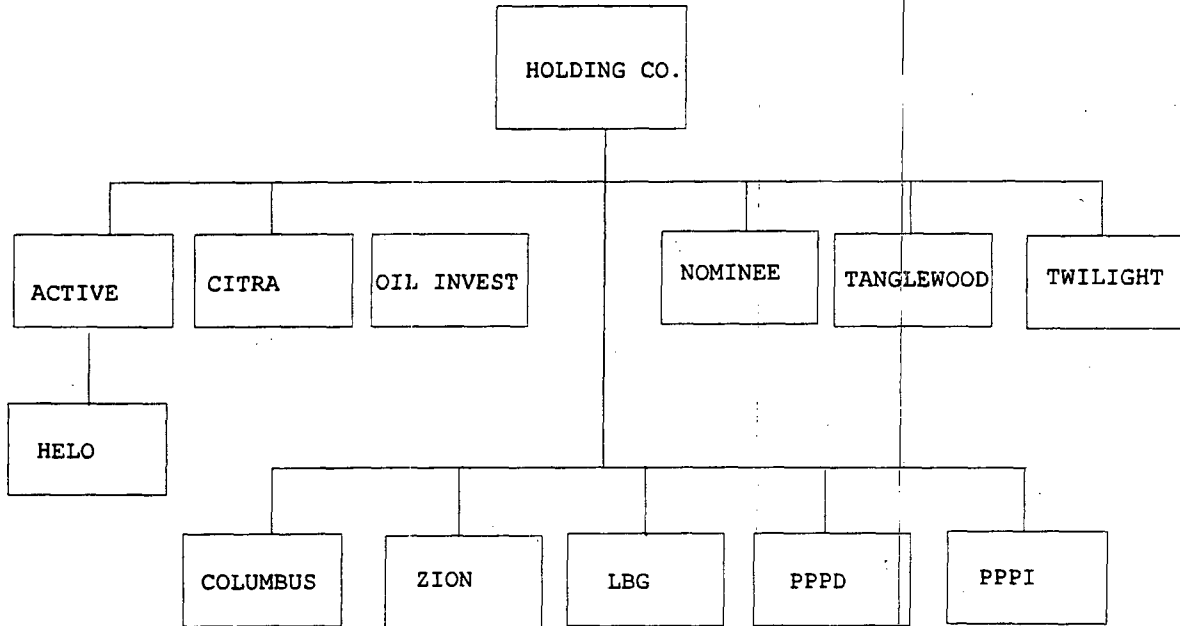 HOLDING CO.
ACTIVE
CITRA
OIL INVEST
NOMINEE
TANGLEWOOD
TWILIGHT
HELO
COLUMBUS
ZION
LBG
PPPD
PPPI